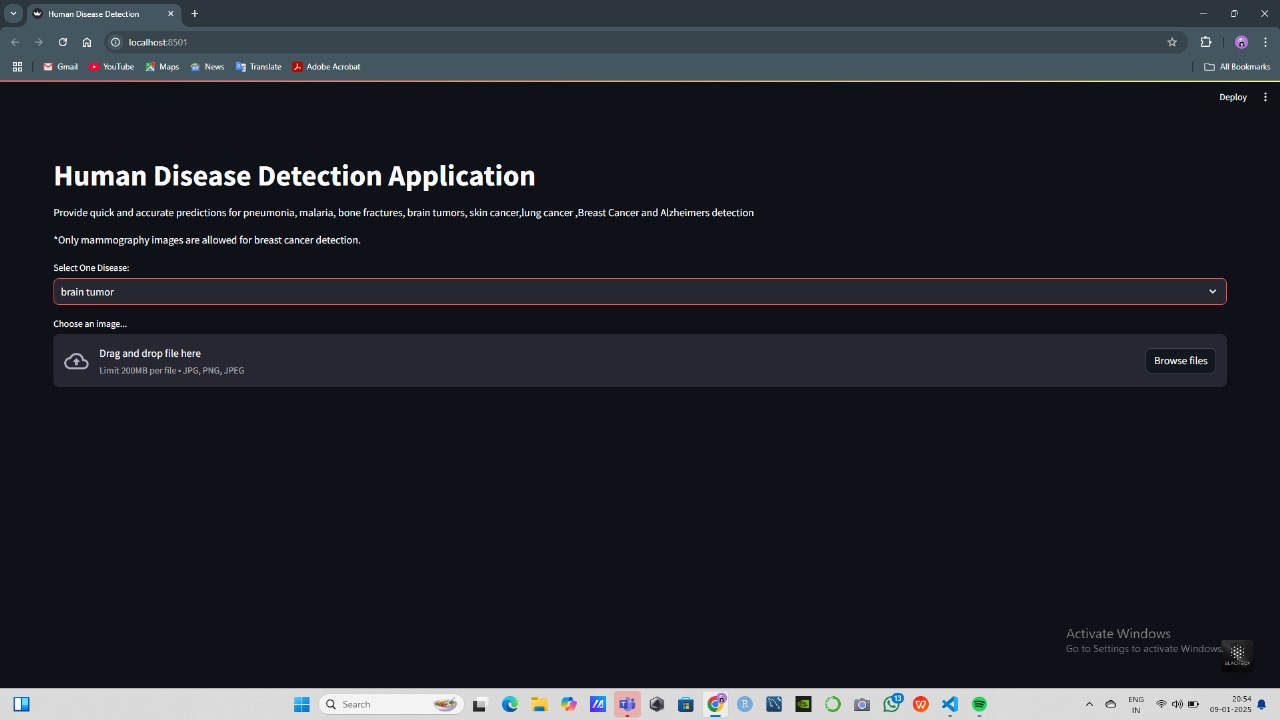 Human Disease Detection
localhost:8501
Gmail
YouTube
Maps
News
Translate
Adobe Acrobat
All Bookmarks
Deploy
Human Disease Detection Application
Provide quick and accurate predictions for pneumonia, malaria, bone fractures, brain tumors, skin cancer,lung cancer ,Breast Cancer and Alzheimers detection
*Only mammography images are allowed for breast cancer detection.
Select One Disease:
brain tumor
Choose an image...
Drag and drop file here
Limit 200MB per file • JPG, PNG, JPEG
Browse files
Activate Windows
Go to Settings to activate Windows.
BLACKBOX
Search
13
ENG
IN
20:54
09-01-2025